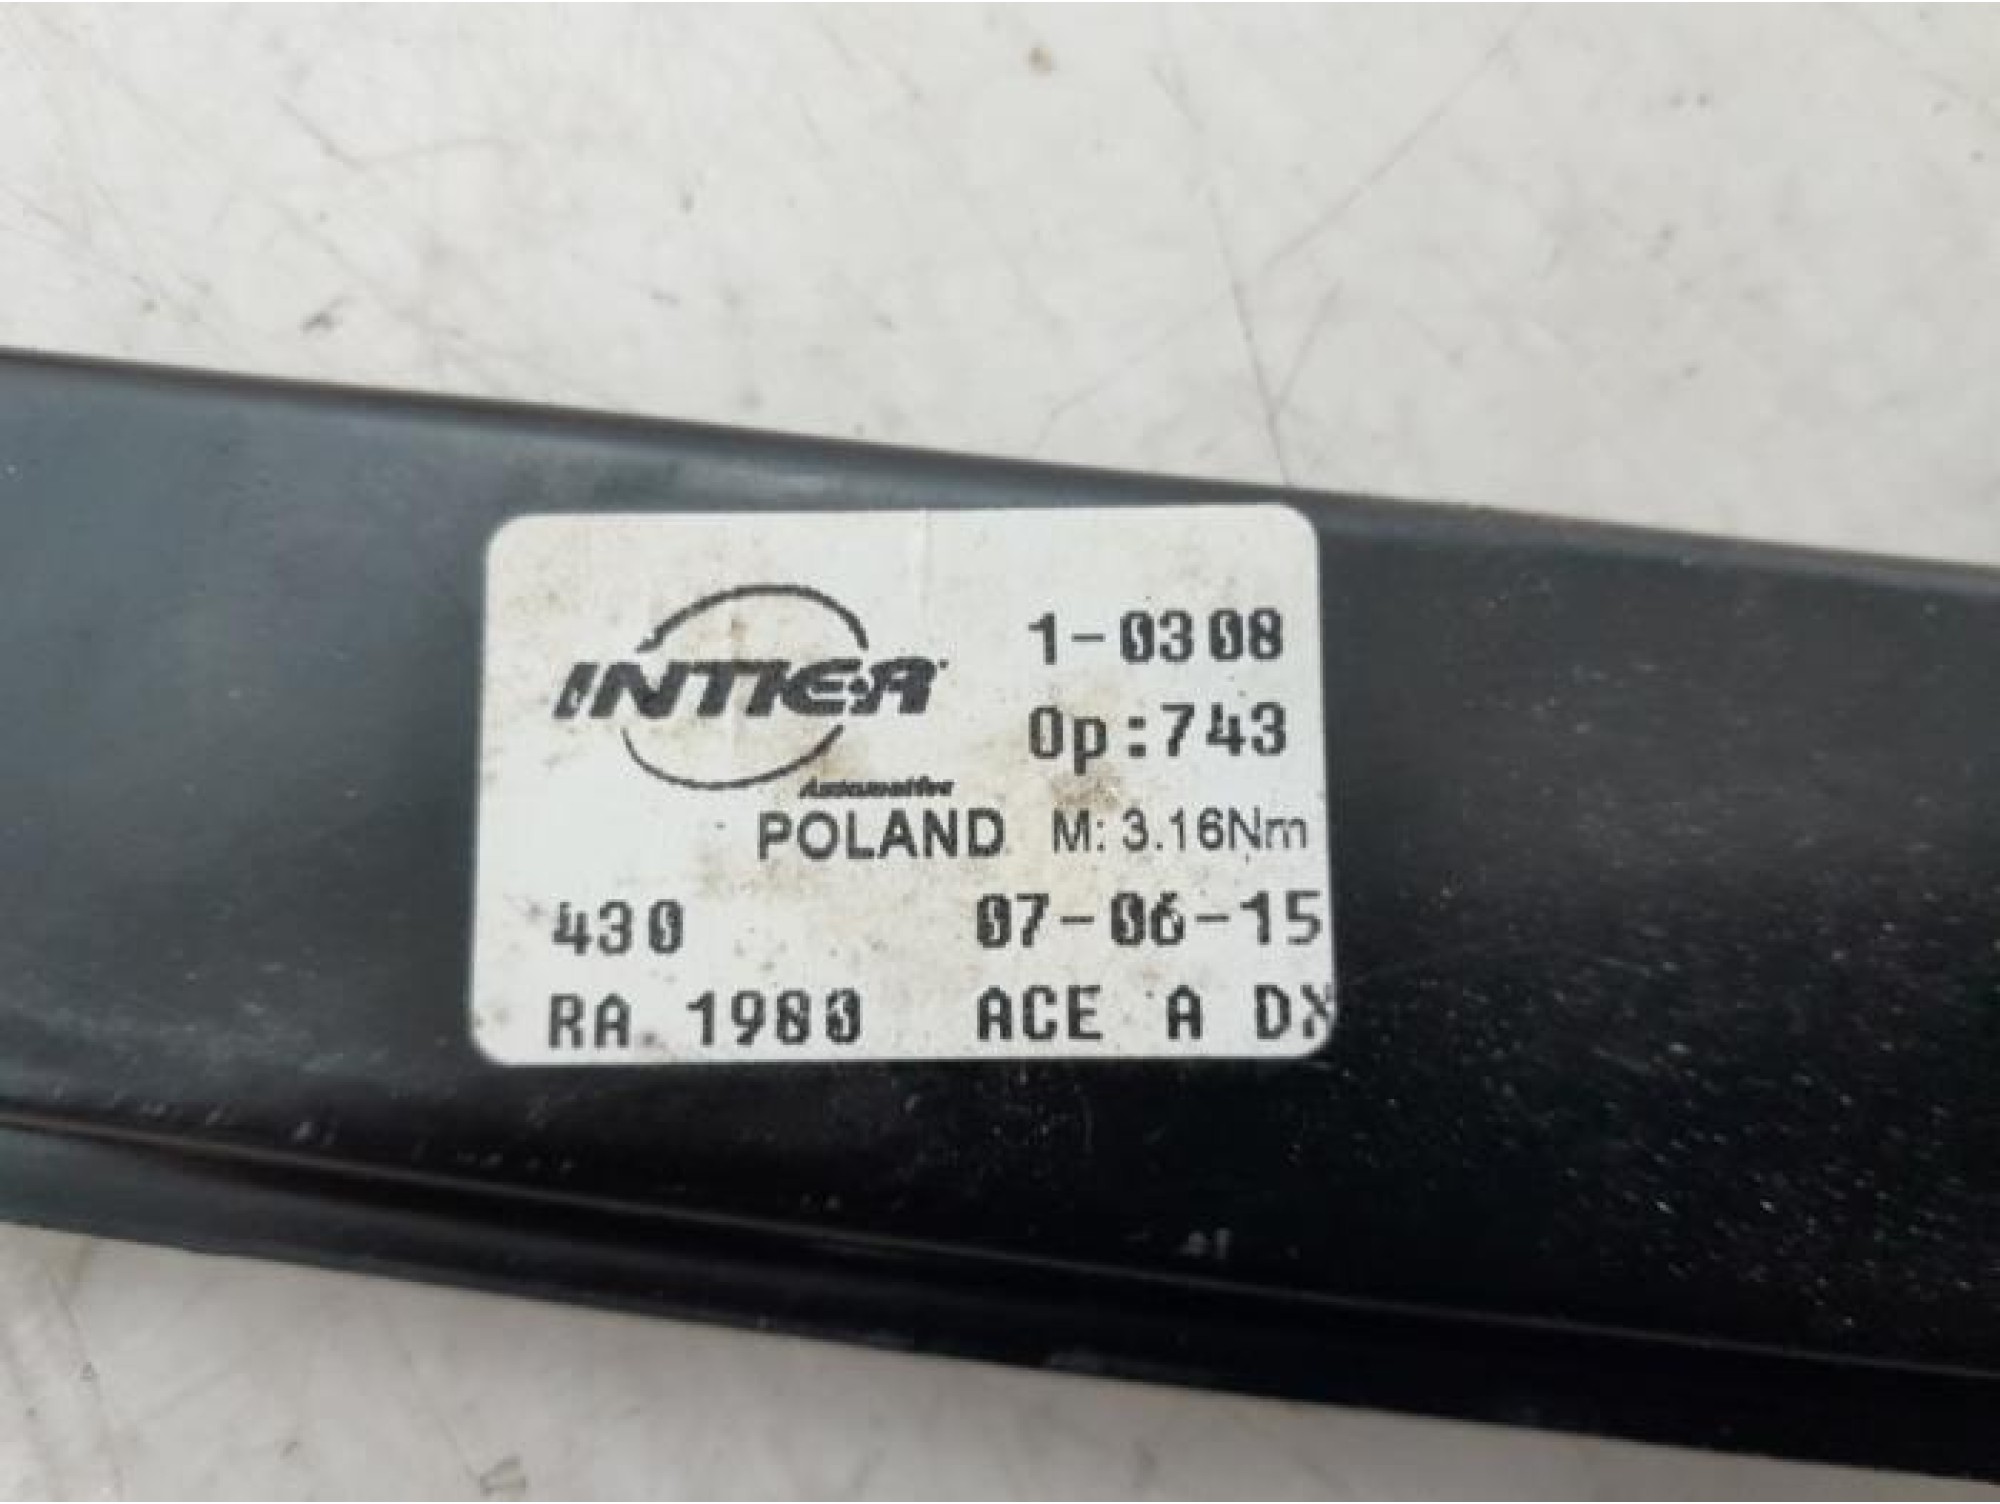 INTIER
Automotive
1-0308
Op:743
POLAND M: 3.16Nm
430 07-06-15
RA 1980 ACE A DX